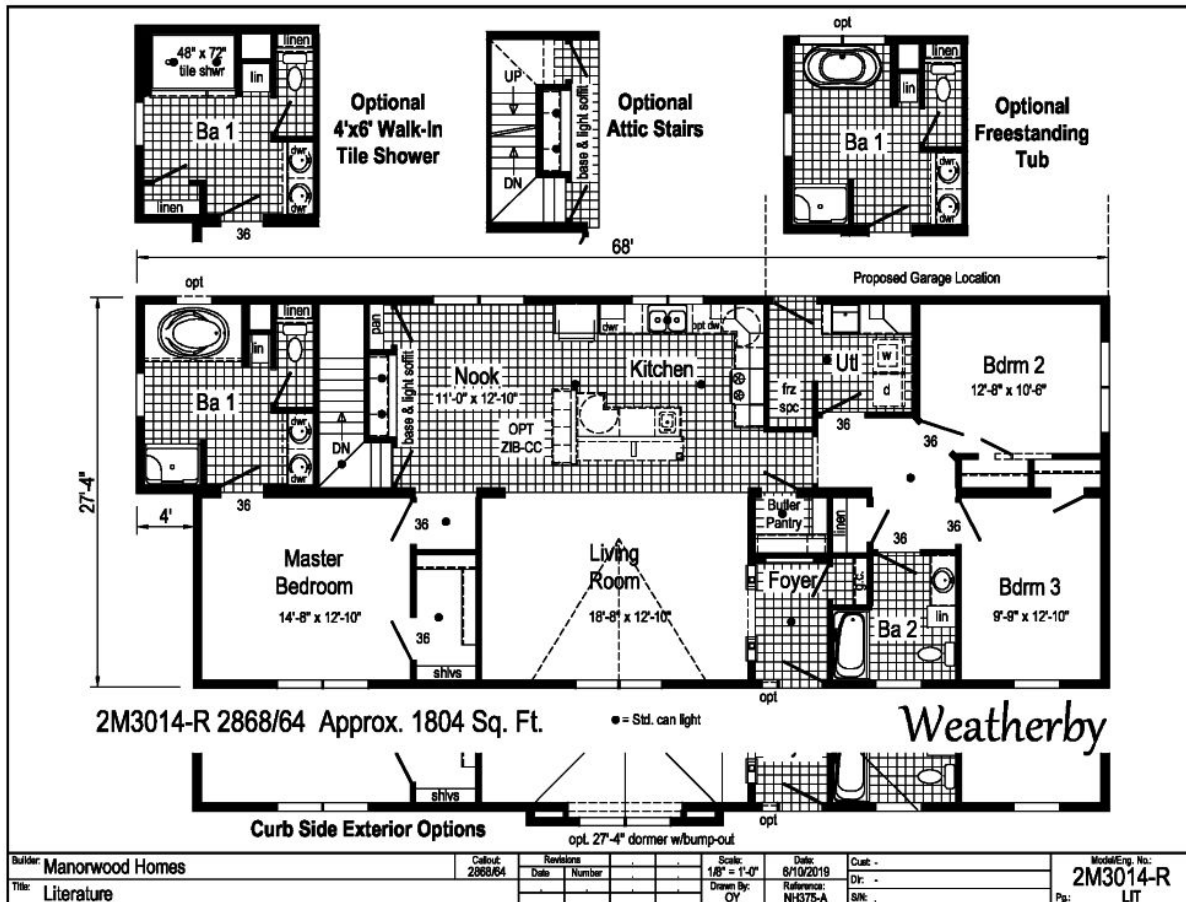 linen
48" x 72"
tile shwr
lin
Ba 1
dwr
dwr
linen
36
Optional
4'x6' Walk-In
Tile Shower
UP
DN
base & light soffit
Optional
Attic Stairs
opt
linen
lin
Ba 1
dwr
dwr
Optional
Freestanding
Tub
68'
Proposed Garage Location
27'-4"
4'
opt
linen
lin
Ba 1
dwr
dwr
36
DN
pan
base & light soffit
Nook
11'-0" x 12'-10"
OPT
ZIB-CC
dwr
opt dw
Kitchen
frz
spc
Utl
w
d
36
Bdrm 2
12'-8" x 10'-6"
36
Master
Bedroom
14'-8" x 12'-10"
36
36
shlvs
Living
Room
18'-8" x 12'-10"
Butler
Pantry
linen
36
36
Foyer
g.c.
Ba 2
lin
Bdrm 3
9'-9" x 12'-10"
opt
2M3014-R 2868/64 Approx. 1804 Sq. Ft.
= Std. can light
Weatherby
shlvs
opt
Curb Side Exterior Options
opt. 27'-4" dormer w/bump-out
Builder: Manorwood Homes
Title: Literature
Callout:
2868/64
Revisions
Date Number
Scale:
1/8" = 1'-0"
Drawn By:
OY
Date:
6/10/2019
Reference:
NH375-A
Cust: -
Dlr: -
S/N: .
Model/Eng. No.:
2M3014-R
Pg.: LIT